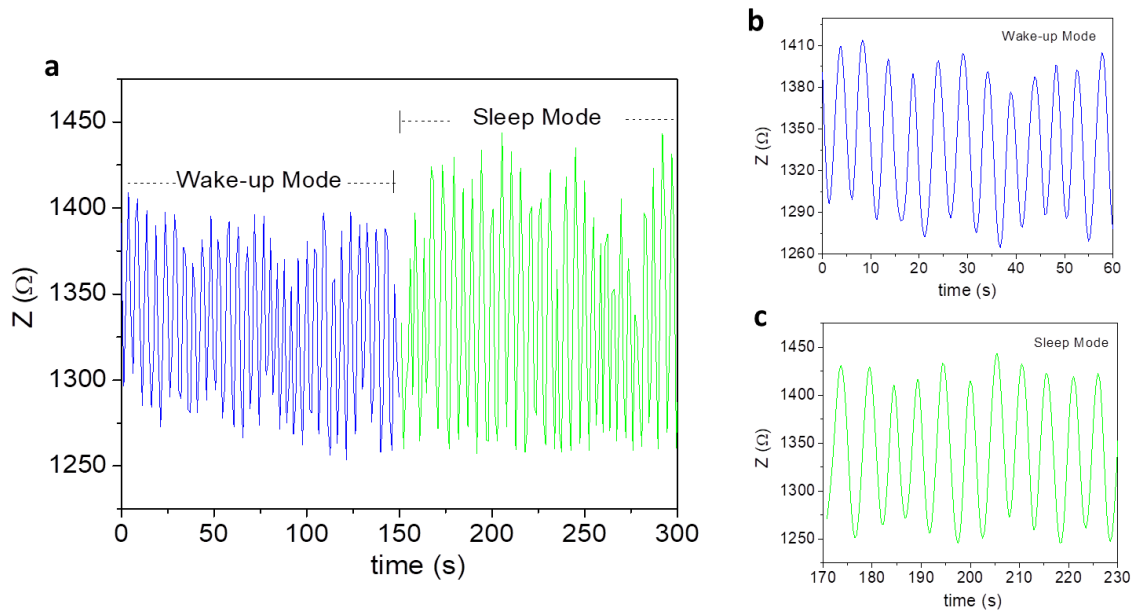 a
Wake-up Mode
Sleep Mode
Z (Ω)
1450
1400
1350
1300
1250
0
50
100
150
200
250
300
time (s)
b
Wake-up Mode
Z (Ω)
1410
1380
1350
1320
1290
1260
0
10
20
30
40
50
60
time (s)
c
Sleep Mode
Z (Ω)
1450
1400
1350
1300
1250
170
180
190
200
210
220
230
time (s)